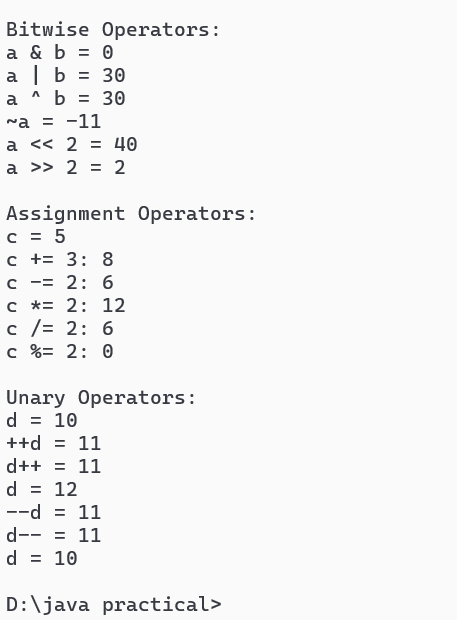 Bitwise Operators:
a & b = 0
a | b = 30
a ^ b = 30
~a = -11
a << 2 = 40
a >> 2 = 2
Assignment Operators:
c = 5
c += 3: 8
c -= 2: 6
c *= 2: 12
c /= 2: 6
c %= 2: 0
Unary Operators:
d = 10
++d = 11
d++ = 11
d = 12
--d = 11
d-- = 11
d = 10
D:\java practical>